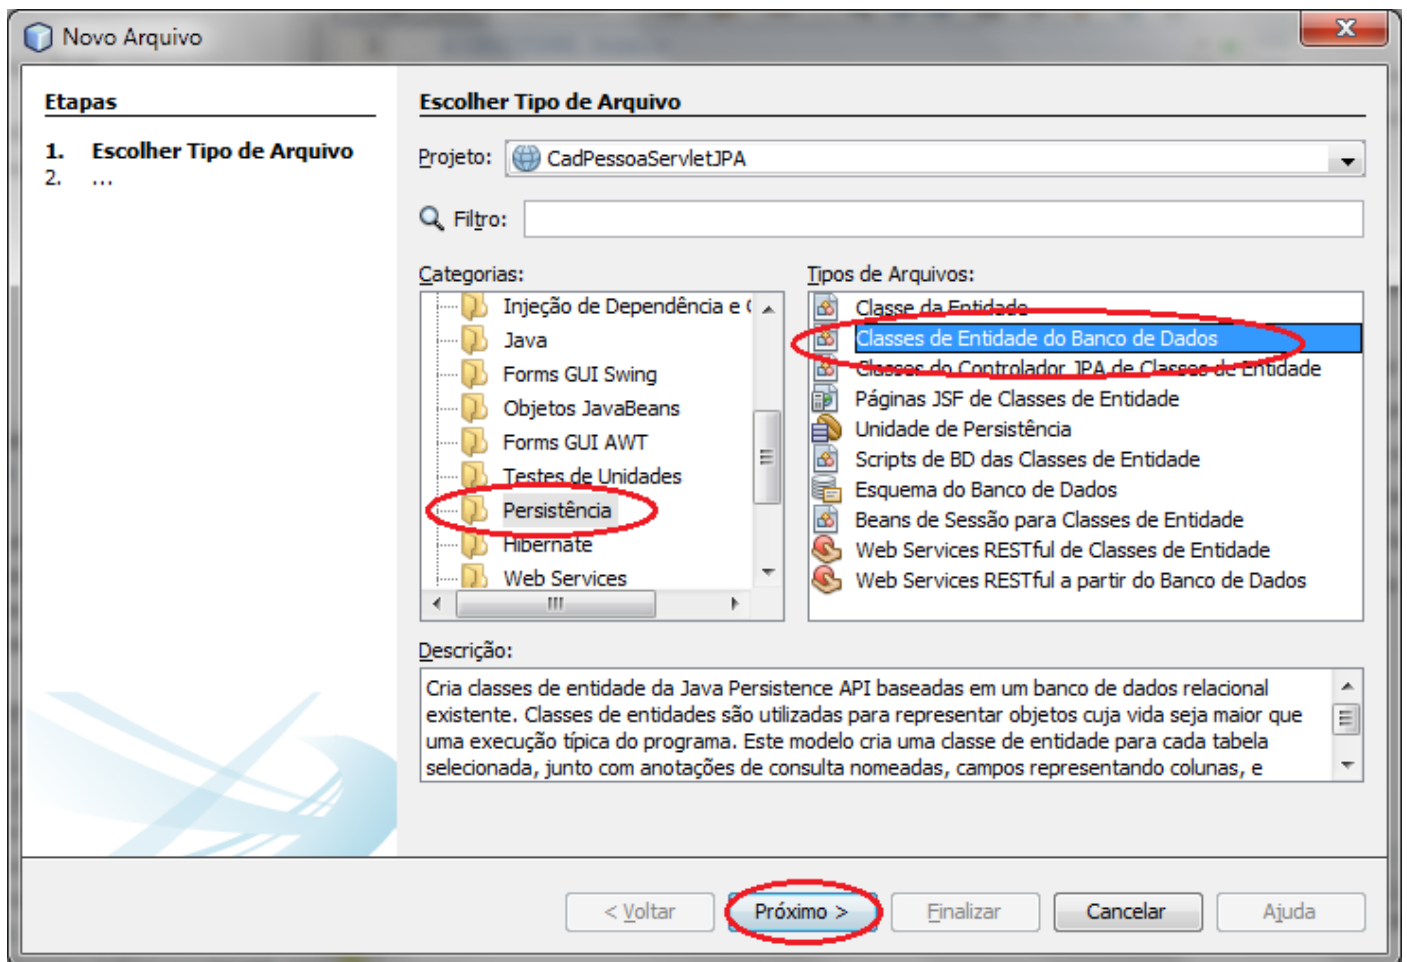 Novo Arquivo
X
Etapas
1. Escolher Tipo de Arquivo
2. ...
Escolher Tipo de Arquivo
Projeto: CadPessoaServletJPA
Filtro:
Categorias:
Injeção de Dependência e C
Java
Forms GUI Swing
Objetos JavaBeans
Forms GUI AWT
Testes de Unidades
Persistência
Hibernate
Web Services
Tipos de Arquivos:
Classe da Entidade
Classes de Entidade do Banco de Dados
Classes do Controlador JPA de Classes de Entidade
Páginas JSF de Classes de Entidade
Unidade de Persistência
Scripts de BD das Classes de Entidade
Esquema do Banco de Dados
Beans de Sessão para Classes de Entidade
Web Services RESTful de Classes de Entidade
Web Services RESTful a partir do Banco de Dados
Descrição:
Cria classes de entidade da Java Persistence API baseadas em um banco de dados relacional
existente. Classes de entidades são utilizadas para representar objetos cuja vida seja maior que
uma execução típica do programa. Este modelo cria uma classe de entidade para cada tabela
selecionada, junto com anotações de consulta nomeadas, campos representando colunas, e
< Voltar
Próximo >
Finalizar
Cancelar
Ajuda